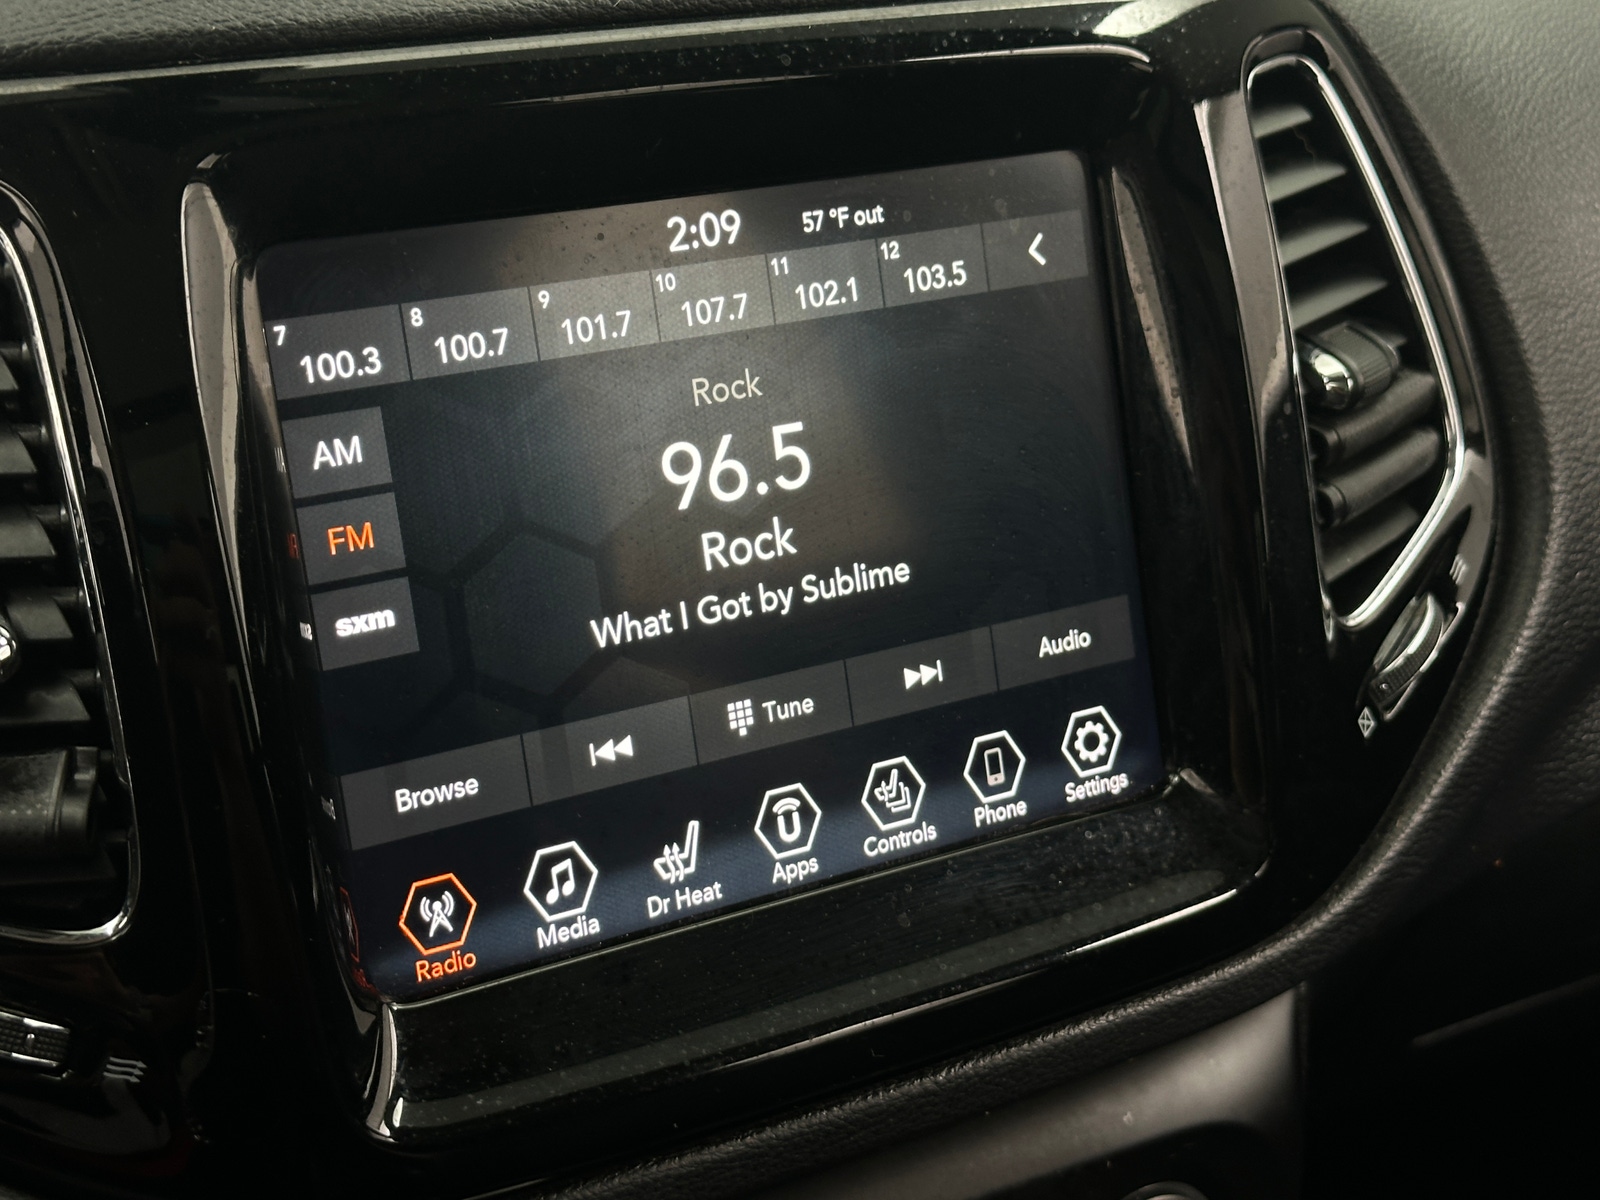 2:09 57 °F out
7 100.3 8 100.7 9 101.7 10 107.7 11 102.1 12 103.5
Rock
AM
96.5
FM
Rock
sxm
What I Got by Sublime
Browse Tune Audio
Radio Media Dr Heat Apps Controls Phone Settings